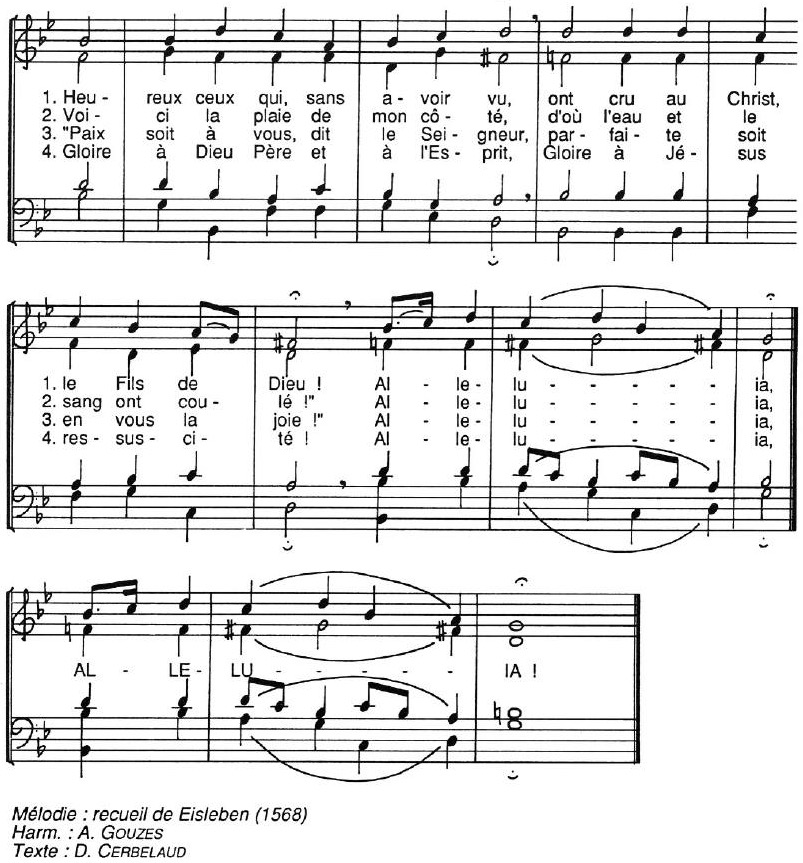 1. Heu - reux ceux qui, sans a - voir vu, ont cru au Christ,
2. Voi - ci la plaie de mon cô - té, d'où l'eau et le
3. "Paix soit à vous, dit le Sei - gneur, par - fai - te soit
4. Gloire à Dieu Père et à l'Es - prit, Gloire à Jé - sus
1. le Fils de Dieu ! Al - le - lu - - - - - ia,
2. sang ont cou - lé !" Al - le - lu - - - - - ia,
3. en vous la joie !" Al - le - lu - - - - - ia,
4. res - sus - ci - té ! Al - le - lu - - - - - ia,
AL - LE - LU - - - - - IA !
Mélodie : recueil de Eisleben (1568)
Harm. : A. GOUZES
Texte : D. CERBELAUD